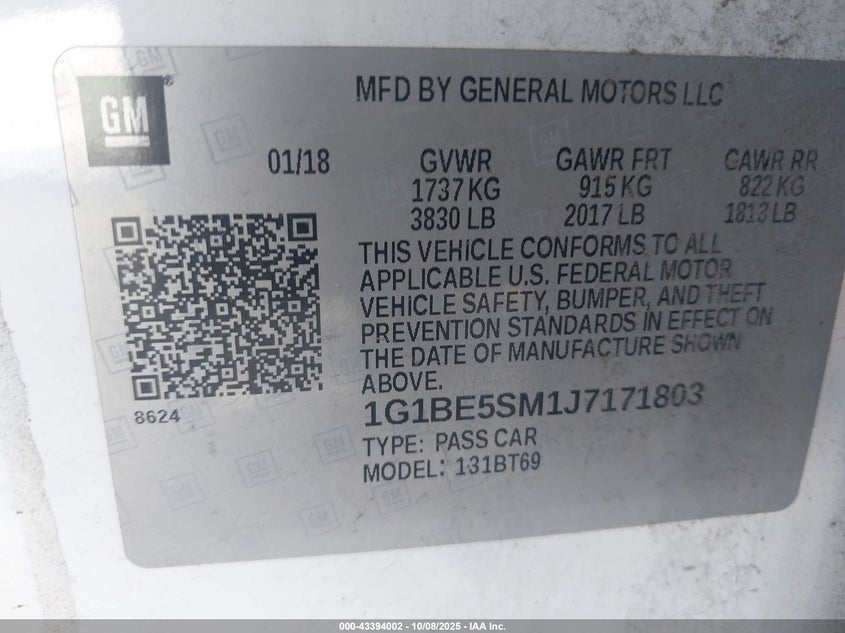 GM
MFD BY GENERAL MOTORS LLC
01/18 GVWR GAWR FRT GAWR RR
1737 KG 915 KG 822 KG
3830 LB 2017 LB 1813 LB
THIS VEHICLE CONFORMS TO ALL
APPLICABLE U.S. FEDERAL MOTOR
VEHICLE SAFETY, BUMPER, AND THEFT
PREVENTION STANDARDS IN EFFECT ON
THE DATE OF MANUFACTURE SHOWN
ABOVE.
8624
1G1BE5SM1J7171803
TYPE: PASS CAR
MODEL: 131BT69
000-43394002 - 10/08/2025 - IAA Inc.